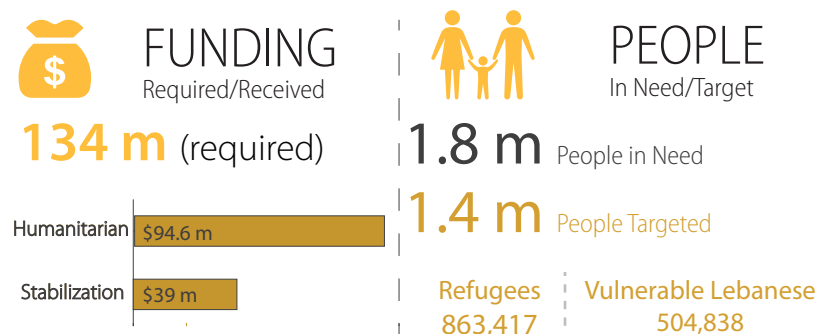 $
FUNDING
Required/Received
134 m (required)
Humanitarian $94.6 m
Stabilization $39 m
PEOPLE
In Need/Target
1.8 m People in Need
1.4 m People Targeted
Refugees
863,417
Vulnerable Lebanese
504,838